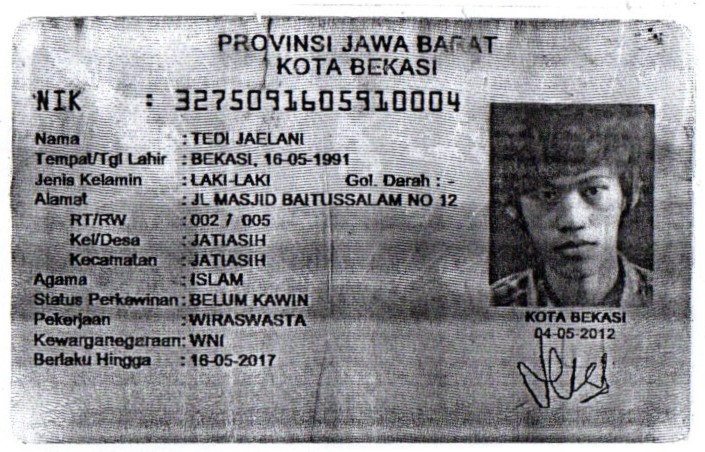 PROVINSI JAWA BARAT
KOTA BEKASI
NIK : 3275091605910004
Nama : TEDI JAELANI
Tempat/Tgl Lahir : BEKASI, 16-05-1991
Jenis Kelamin : LAKI-LAKI Gol. Darah : -
Alamat : JL MASJID BAITUSSALAM NO 12
RT/RW : 002 / 005
Kel/Desa : JATIASIH
Kecamatan : JATIASIH
Agama : ISLAM
Status Perkawinan : BELUM KAWIN
Pekerjaan : WIRASWASTA
Kewarganegaraan : WNI
Berlaku Hingga : 16-05-2017
KOTA BEKASI
04-05-2012